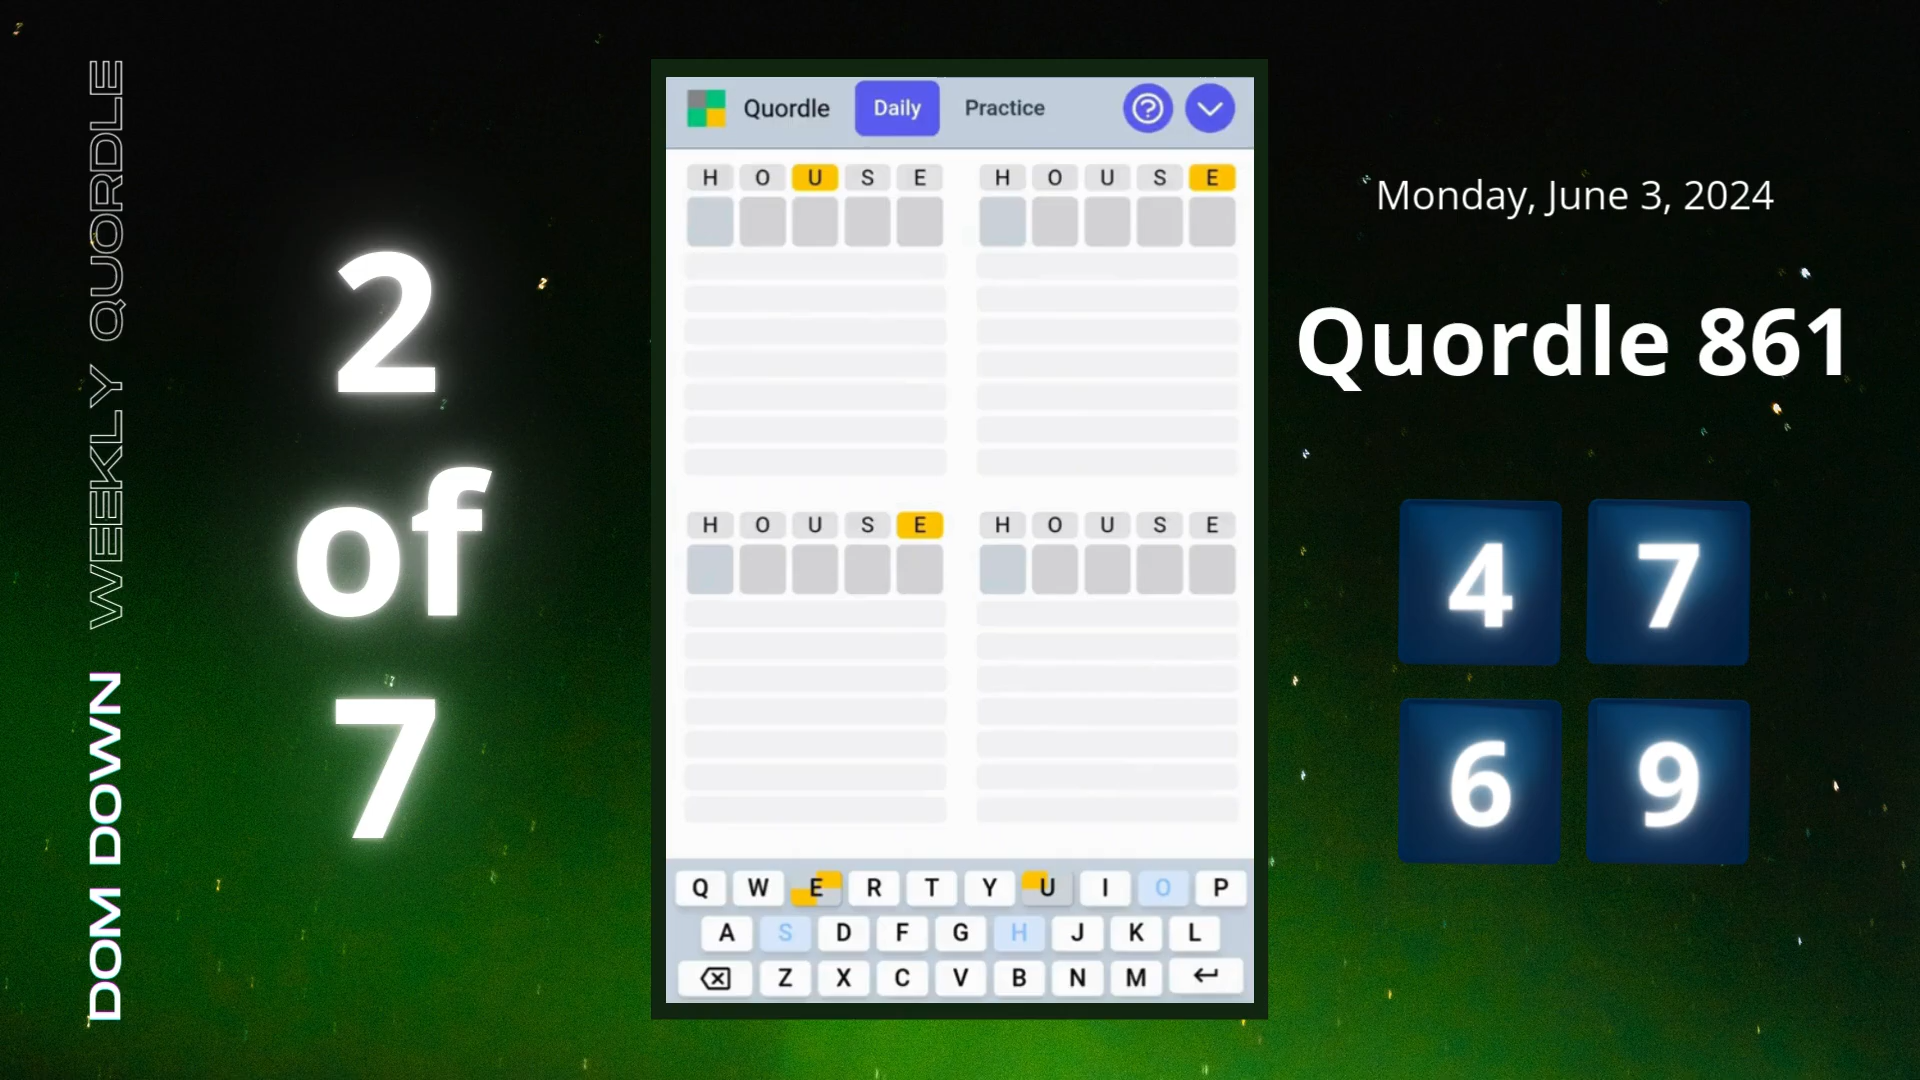 DOM DOWN WEEKLY QUORDLE
2
of
7
Quordle Daily Practice ?
H O U S E H O U S E
H O U S E H O U S E
Q W E R T Y U I O P
A S D F G H J K L
Z X C V B N M
Monday, June 3, 2024
Quordle 861
4 7
6 9